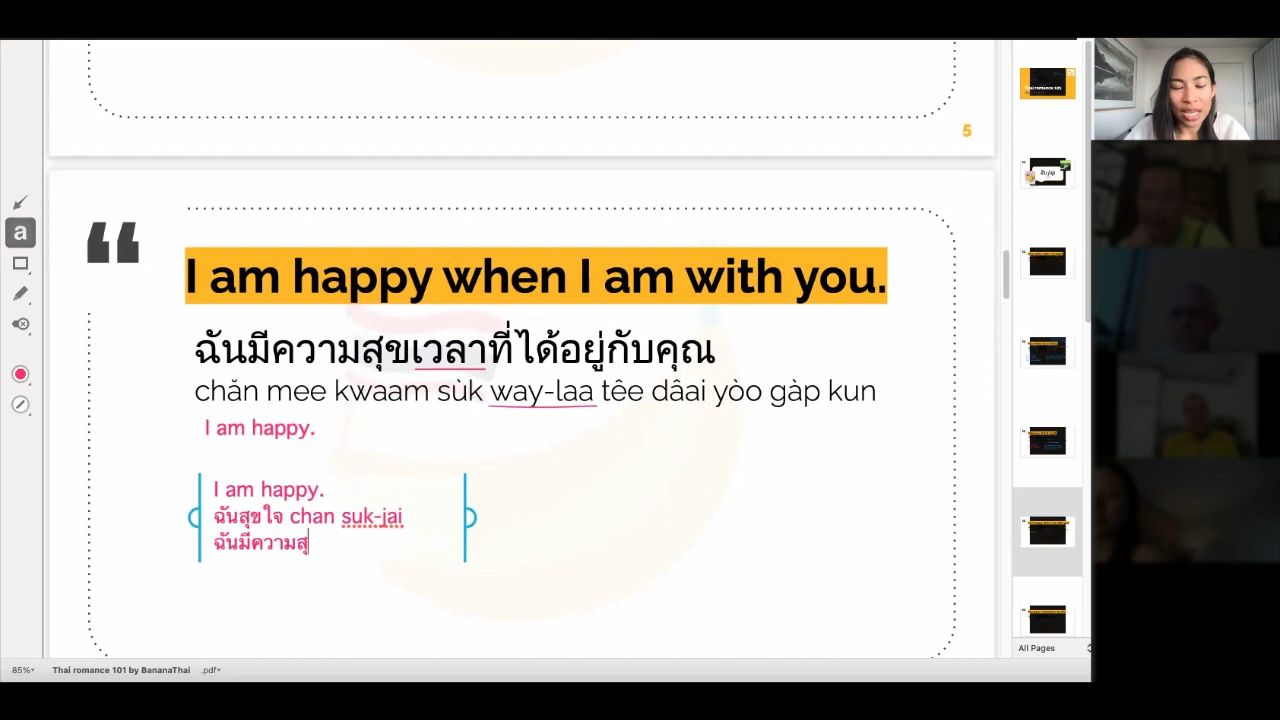 5
“
I am happy when I am with you.
ฉันมีความสุขเวลาที่ได้อยู่กับคุณ
chăn mee kwaam sùk way-laa têe dâai yòo gàp kun
I am happy.
I am happy.
ฉันสุขใจ chan suk-jai
ฉันมีความสุ
a
85%
Thai romance 101 by BananaThai
.pdf
Thai romance 101
All Pages